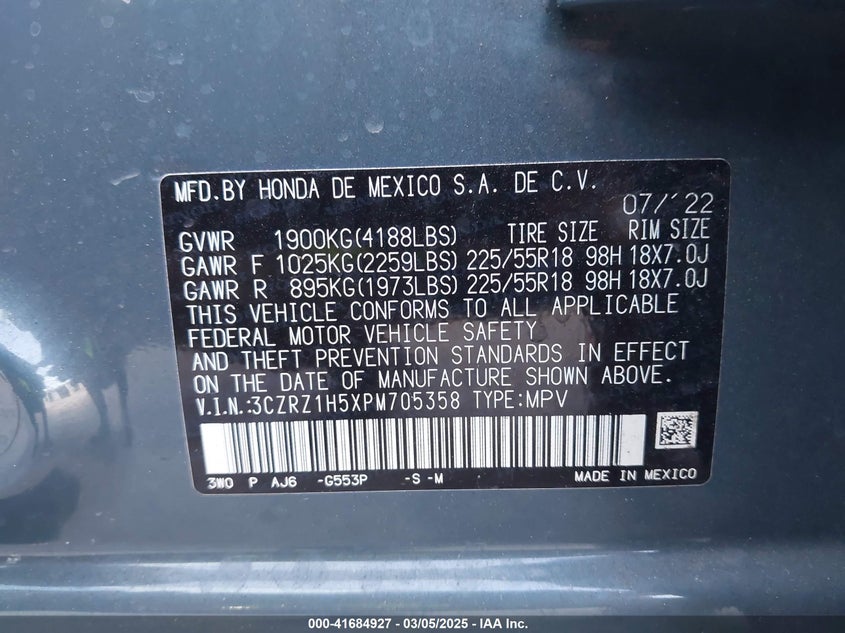 MFD.BY HONDA DE MEXICO S.A. DE C.V.
07/'22
GVWR 1900KG(4188LBS) TIRE SIZE RIM SIZE
GAWR F 1025KG(2259LBS) 225/55R18 98H 18X7.0J
GAWR R 895KG(1973LBS) 225/55R18 98H 18X7.0J
THIS VEHICLE CONFORMS TO ALL APPLICABLE
FEDERAL MOTOR VEHICLE SAFETY
AND THEFT PREVENTION STANDARDS IN EFFECT
ON THE DATE OF MANUFACTURE SHOWN ABOVE.
V.I.N.:3CZRZ1H5XPM705358 TYPE:MPV
3W0 P AJ6 -G553P -S -M MADE IN MEXICO
000-41684927 - 03/05/2025 - IAA Inc.